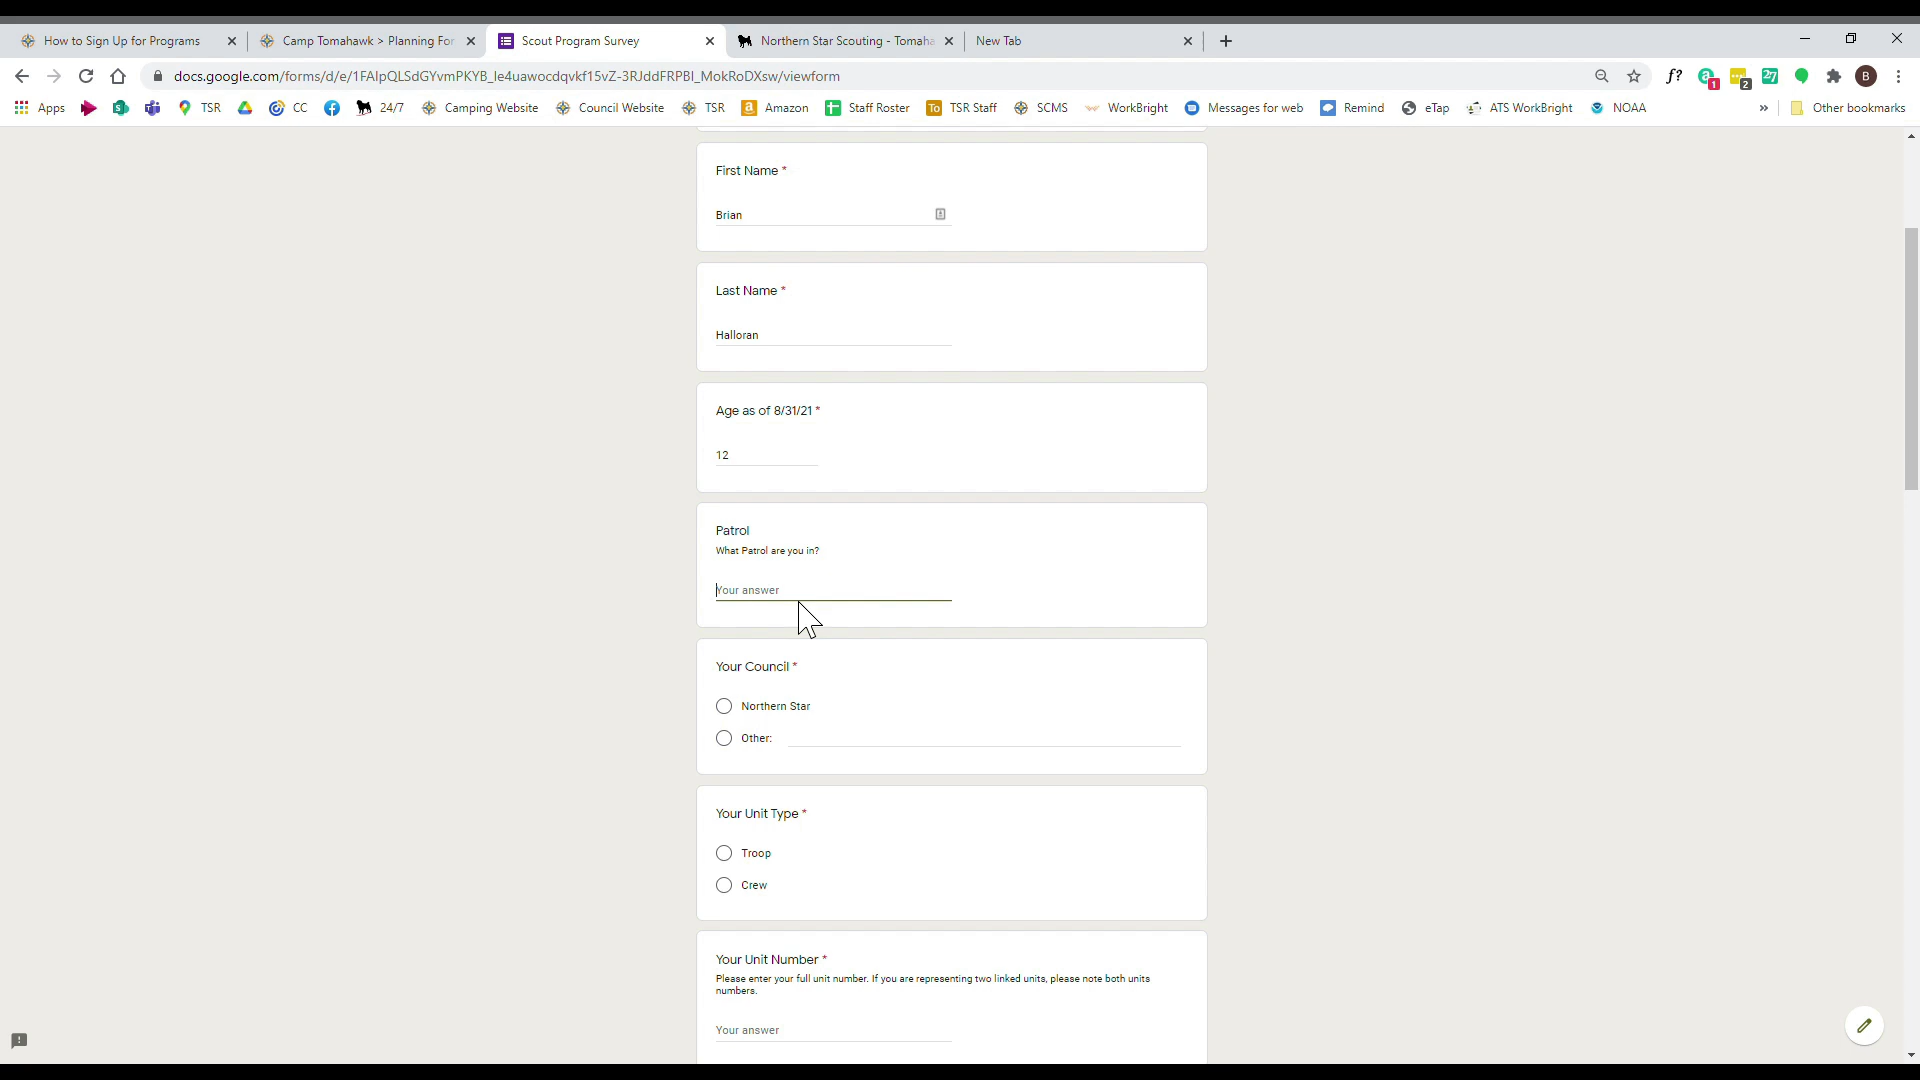 How to Sign Up for Programs
Camp Tomahawk > Planning For
Scout Program Survey
Northern Star Scouting - Tomaha
New Tab
docs.google.com/forms/d/e/1FAIpQLSdGYvmPKYB_Ie4uawocdqvkf15vZ-3RJddFRPBI_MokRoDXsw/viewform
f?
1
2
27
B
Apps
TSR
CC
24/7
Camping Website
Council Website
TSR
Amazon
Staff Roster
To
TSR Staff
SCMS
WorkBright
Messages for web
Remind
eTap
ATS WorkBright
NOAA
»
Other bookmarks
First Name *
Brian
Last Name *
Halloran
Age as of 8/31/21 *
12
Patrol
What Patrol are you in?
Your answer
Your Council *
Northern Star
Other:
Your Unit Type *
Troop
Crew
Your Unit Number *
Please enter your full unit number. If you are representing two linked units, please note both units
numbers.
Your answer